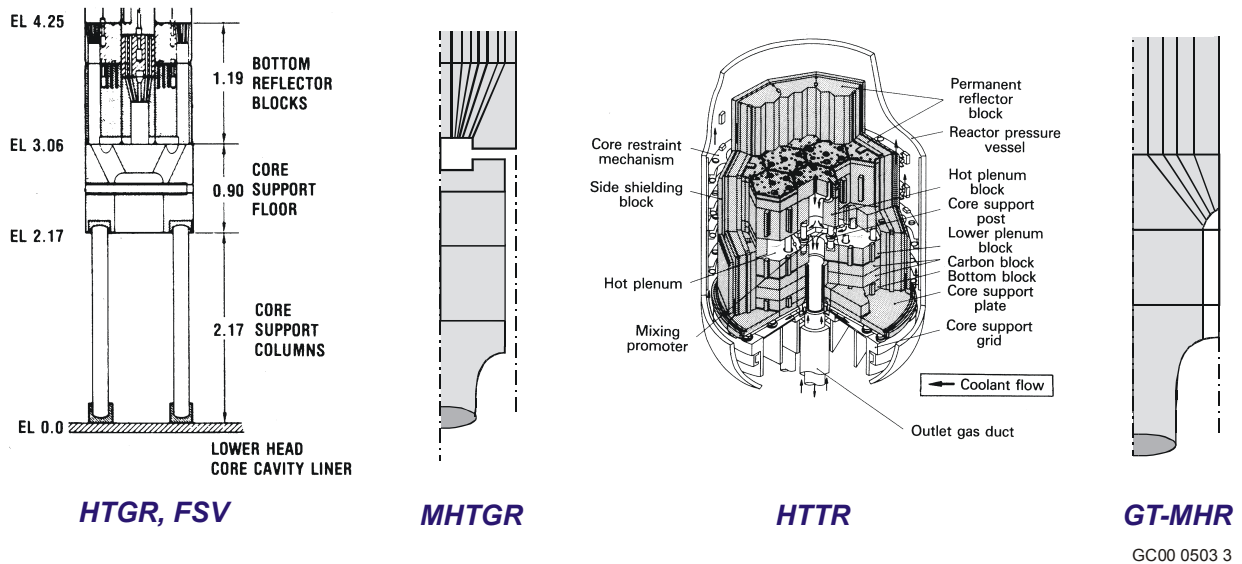 EL 4.25
1.19
BOTTOM
REFLECTOR
BLOCKS
EL 3.06
0.90
CORE
SUPPORT
FLOOR
EL 2.17
2.17
CORE
SUPPORT
COLUMNS
EL 0.0
LOWER HEAD
CORE CAVITY LINER
HTGR, FSV
MHTGR
Permanent
reflector
block
Reactor pressure
vessel
Core restraint
mechanism
Side shielding
block
Hot plenum
block
Core support
post
Lower plenum
block
Carbon block
Bottom block
Core support
plate
Hot plenum
Mixing
promoter
Core support
grid
Coolant flow
Outlet gas duct
HTTR
GT-MHR
GC00 0503 3